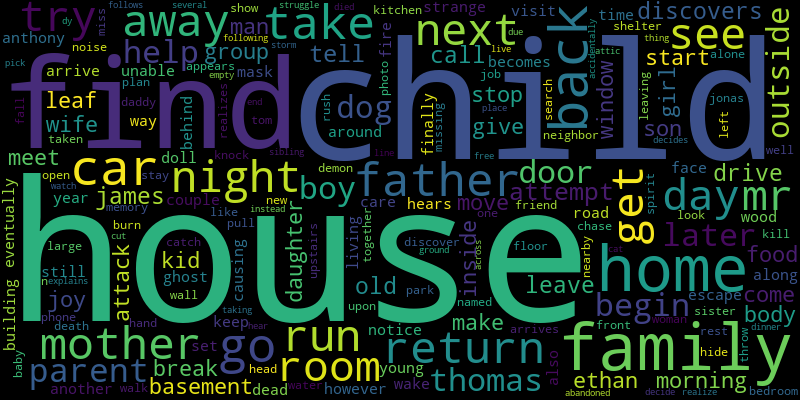 find
child
house
family
home
car
night
father
mother
room
run
return
go
get
day
mr
next
take
away
try
see
back
outside
help
group
man
tell
call
dog
stop
give
start
girl
son
window
discovers
visit
strange
becomes
job
shelter
time
kitchen
show
miss
dy
anthony
noise
arrive
plan
daddy
unable
appears
mask
fire
photo
leaf
wife
way
taken
behind
realizes
end
tom
fall
around
rush
finally
missing
neighbor
search
place
due
follows
several
struggle
died
following
storm
empty
live
attic
accidentally
thing
alone
leaving
jonas
decides
left
well
pick
meet
doll
knock
sibling
demon
line
free
door
attempt
move
boy
hears
friend
road
chase
wood
drive
later
face
look
spirit
kill
cat
food
along
come
body
escape
sister
begin
nearby
leave
inside
old
living
together
discover
floor
ground
one
across
named
park
upon
care
like
new
instead
upstairs
daughter
causing
couple
memory
pull
year
open
stay
watch
james
burn
cut
large
still
joy
explains
phone
death
attack
kid
catch
ghost
wall
taking
hand
keep
hear
building
eventually
parent
break
set
head
basement
another
walk
dead
water
however
young
wake
notice
make
arrives
thomas
also
ethan
morning
front
woman
hide
abandoned
decide
realize
throw
rest
dinner
bedroom
baby